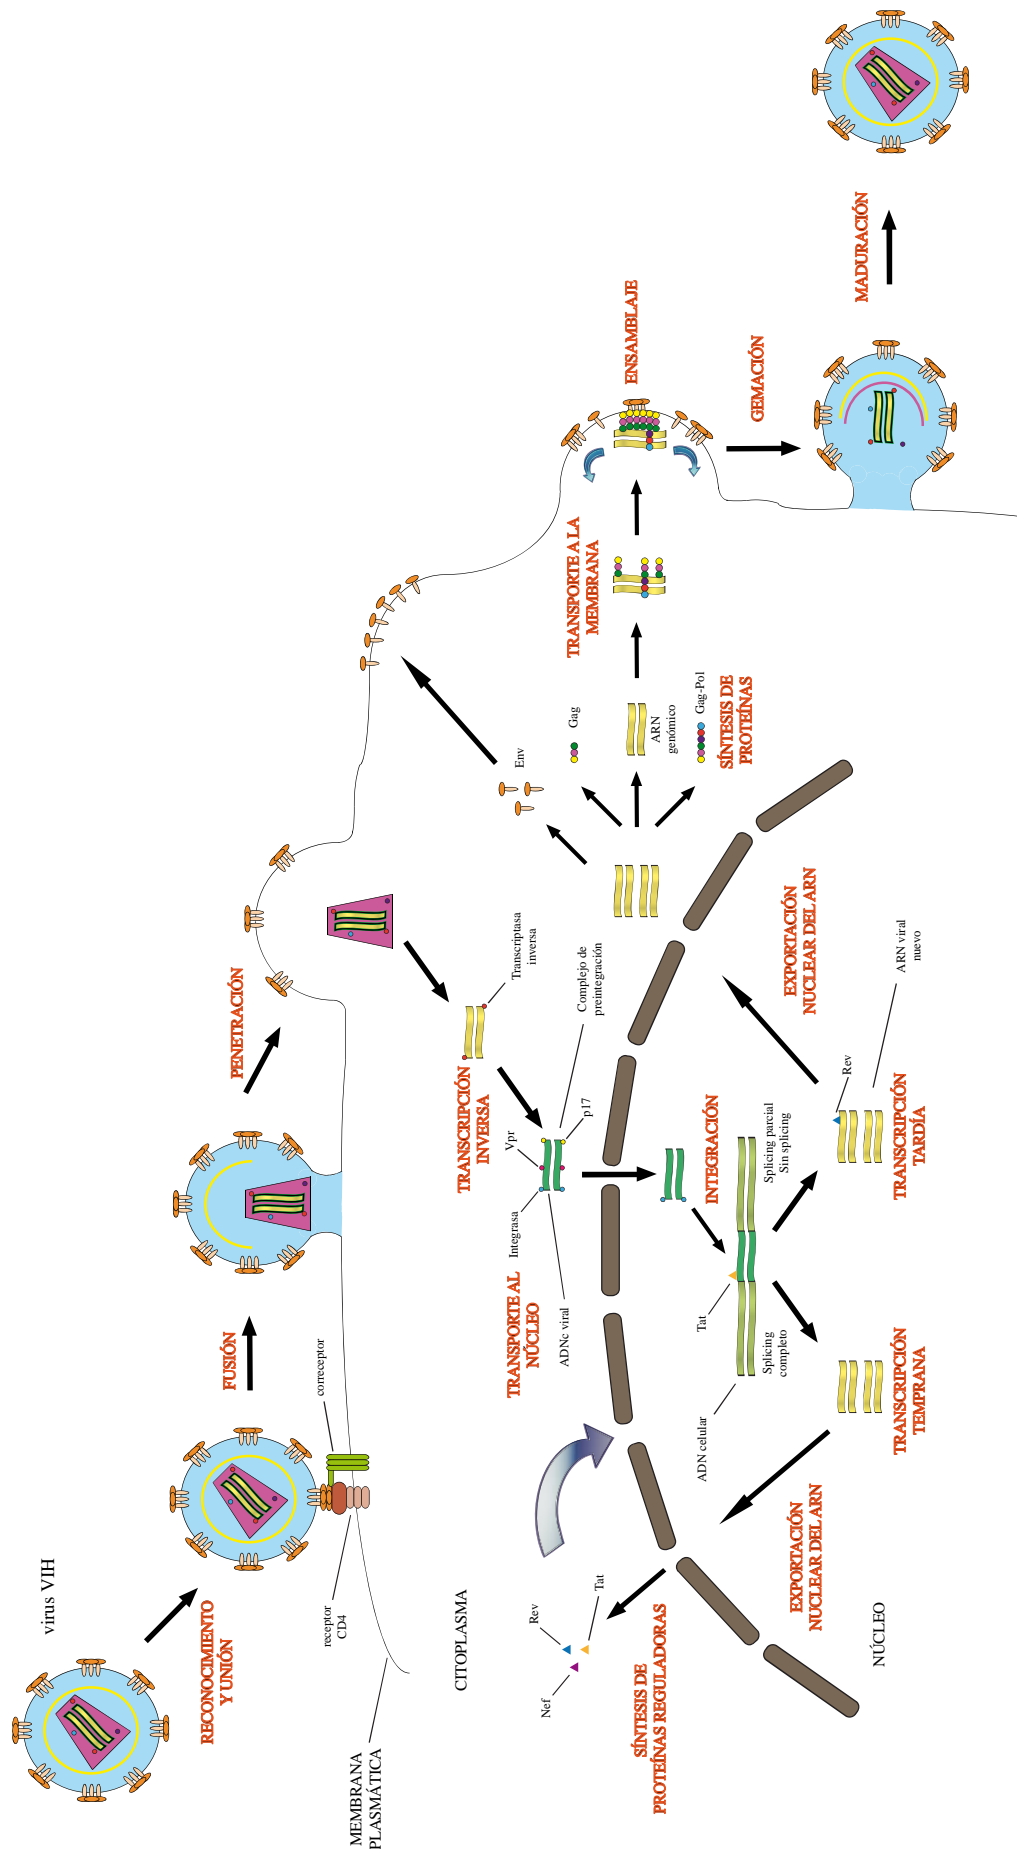 virus VIH
RECONOCIMIENTO
Y UNIÓN
MEMBRANA
PLASMÁTICA
receptor
CD4
correceptor
FUSIÓN
PENETRACIÓN
CITOPLASMA
TRANSCRIPCIÓN
INVERSA
Transcriptasa
inversa
TRANSPORTE AL
NÚCLEO
Integrasa
Vpr
p17
ADNc viral
Complejo de
preintegración
INTEGRACIÓN
Tat
ADN celular
Splicing
completo
Splicing parcial
Sin splicing
TRANSCRIPCIÓN
TEMPRANA
EXPORTACIÓN
NUCLEAR DEL ARN
NÚCLEO
SÍNTESIS DE
PROTEÍNAS REGULADORAS
Nef
Rev
Tat
TRANSCRIPCIÓN
TARDÍA
Rev
ARN viral
nuevo
EXPORTACIÓN
NUCLEAR DEL ARN
SÍNTESIS DE
PROTEÍNAS
Env
Gag
ARN
genómico
Gag-Pol
TRANSPORTE A LA
MEMBRANA
ENSAMBLAJE
GEMACIÓN
MADURACIÓN